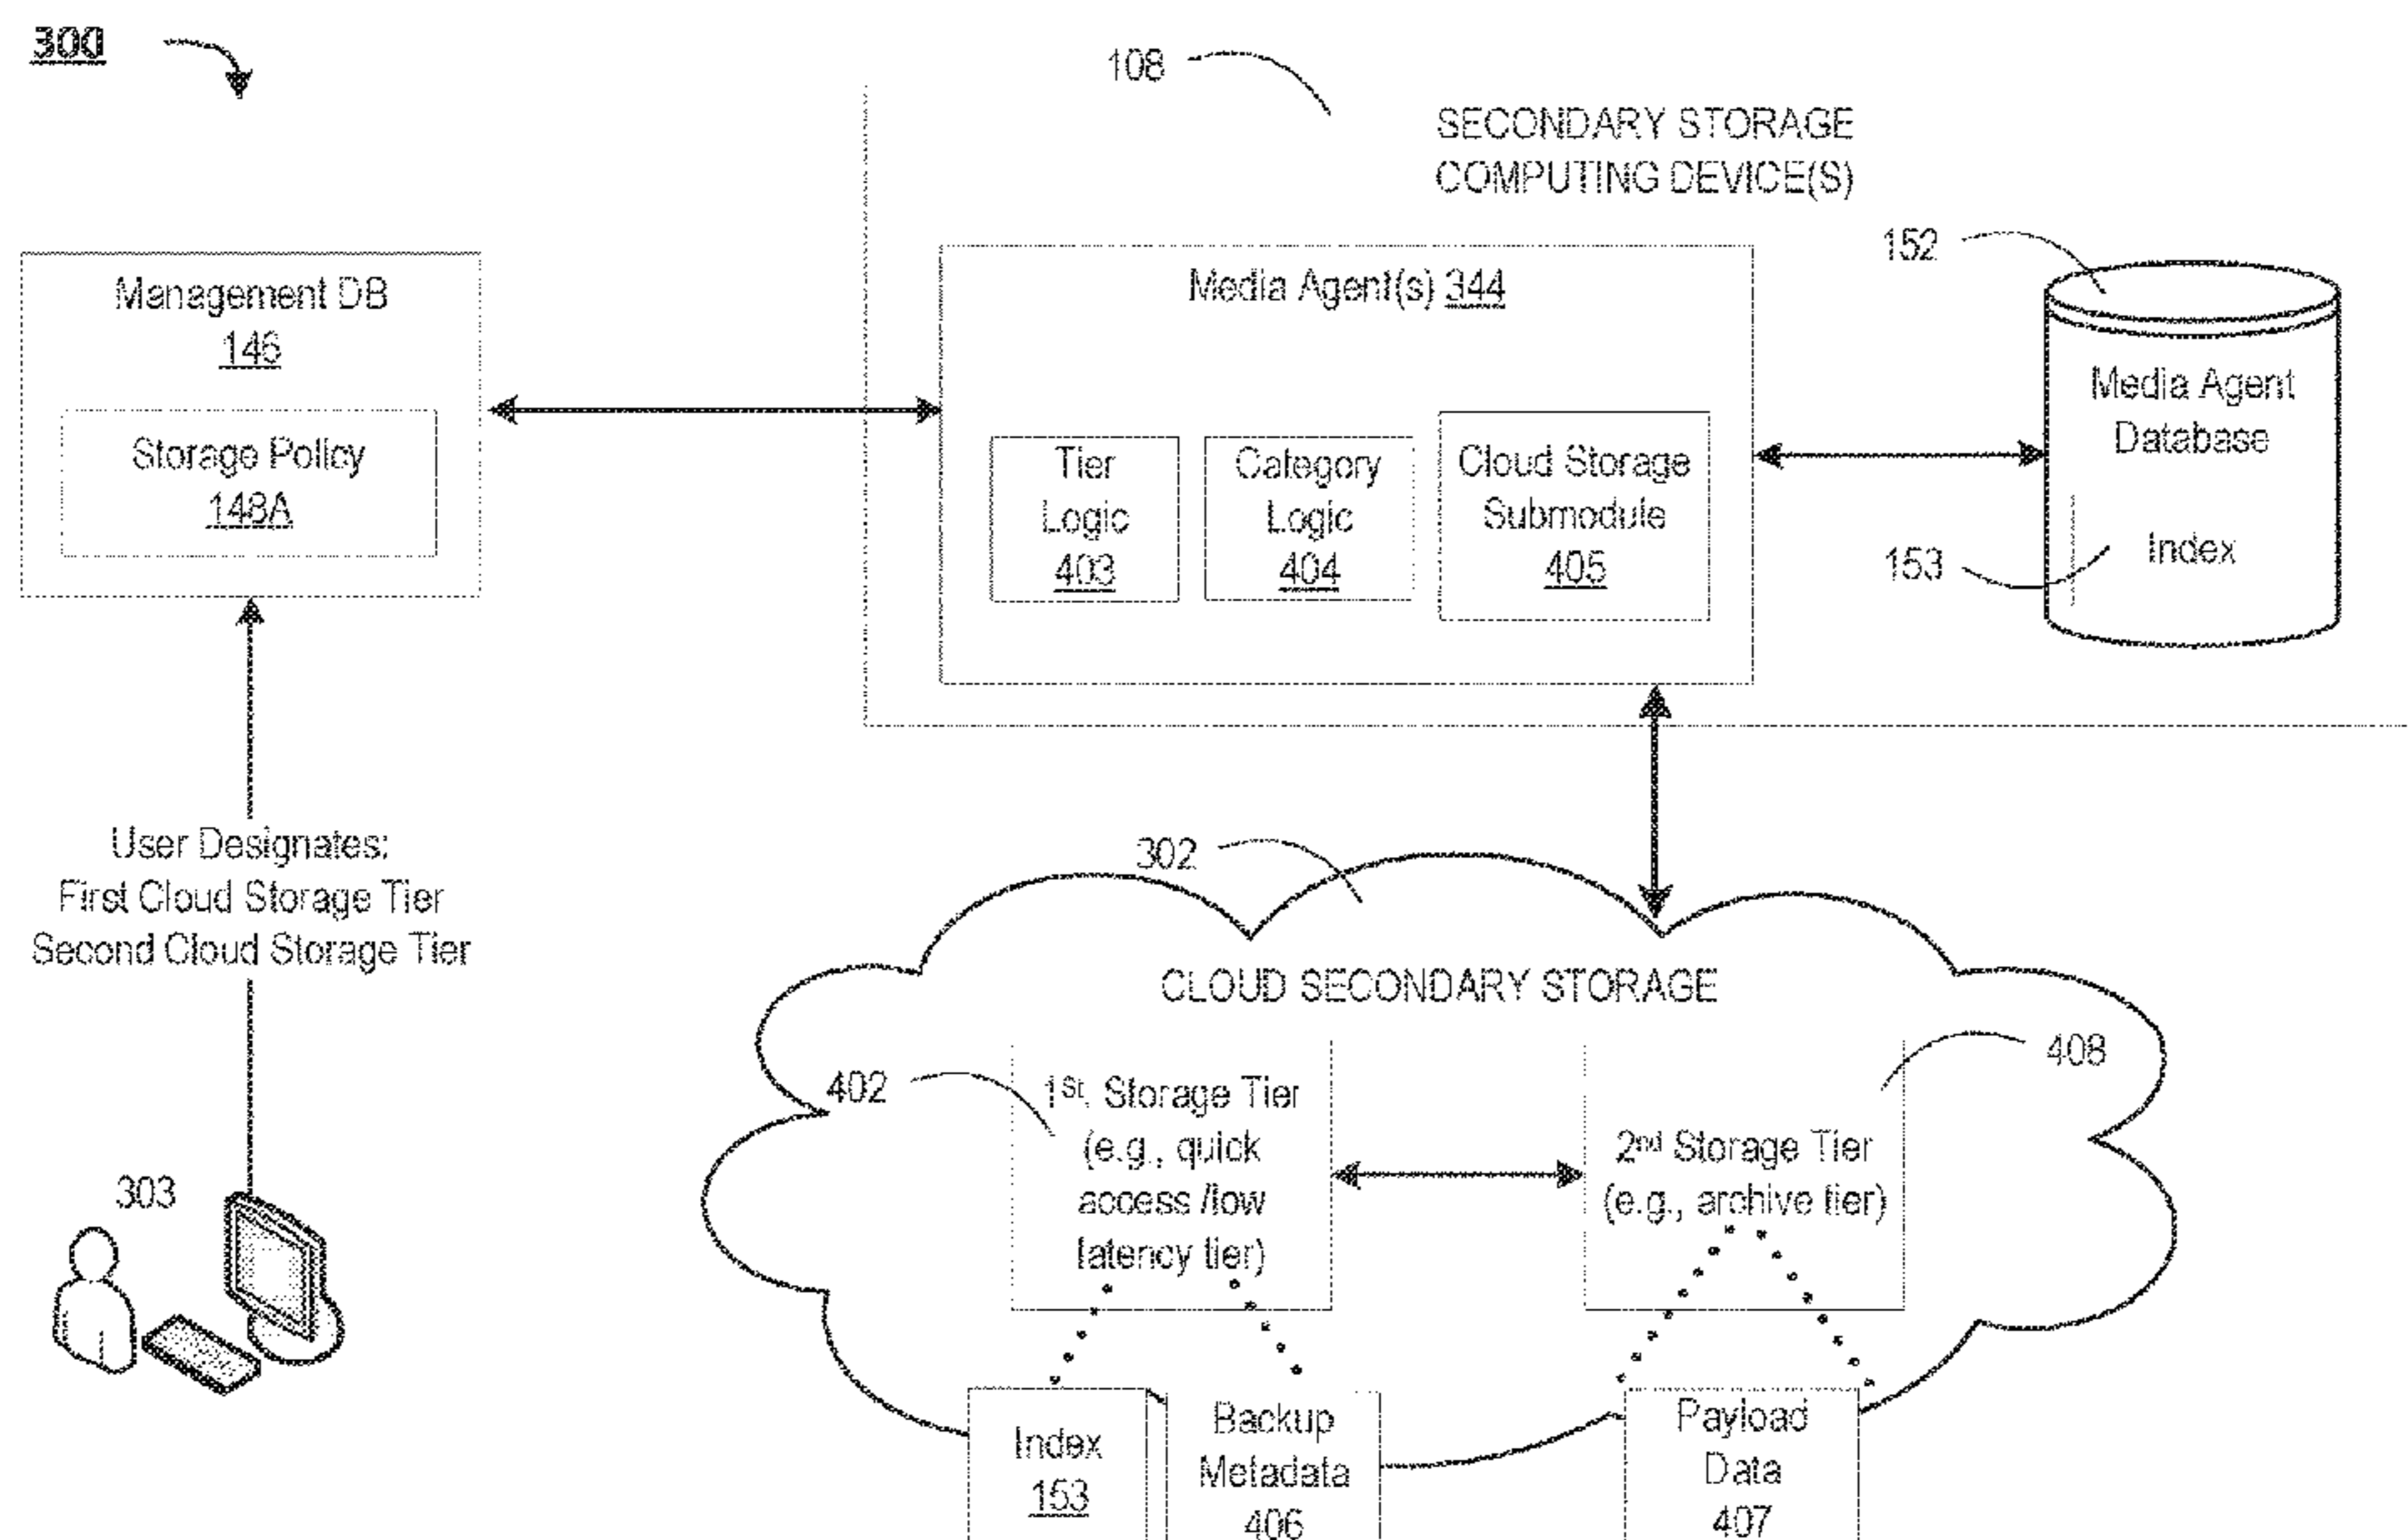 300
108
SECONDARY STORAGE
COMPUTING DEVICE(S)
152
Management DB
146
Storage Policy
148A
Media Agent(s) 344
Tier
Logic
403
Category
Logic
404
Cloud Storage
Submodule
405
Media Agent
Database
153
Index
User Designates:
First Cloud Storage Tier
Second Cloud Storage Tier
303
302
CLOUD SECONDARY STORAGE
402
1St. Storage Tier
(e.g., quick
access /low
latency tier)
408
2nd Storage Tier
(e.g., archive tier)
Index
153
Backup
Metadata
406
Payload
Data
407